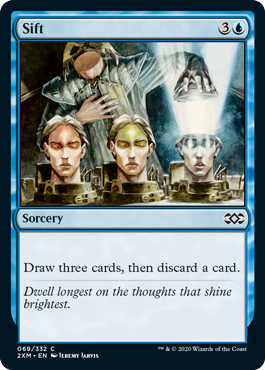 Sift 3
Sorcery
Draw three cards, then discard a card.
Dwell longest on the thoughts that shine
brightest.
069/332 C
2XM • EN JEREMY JARVIS
™ & © 2020 Wizards of the Coast